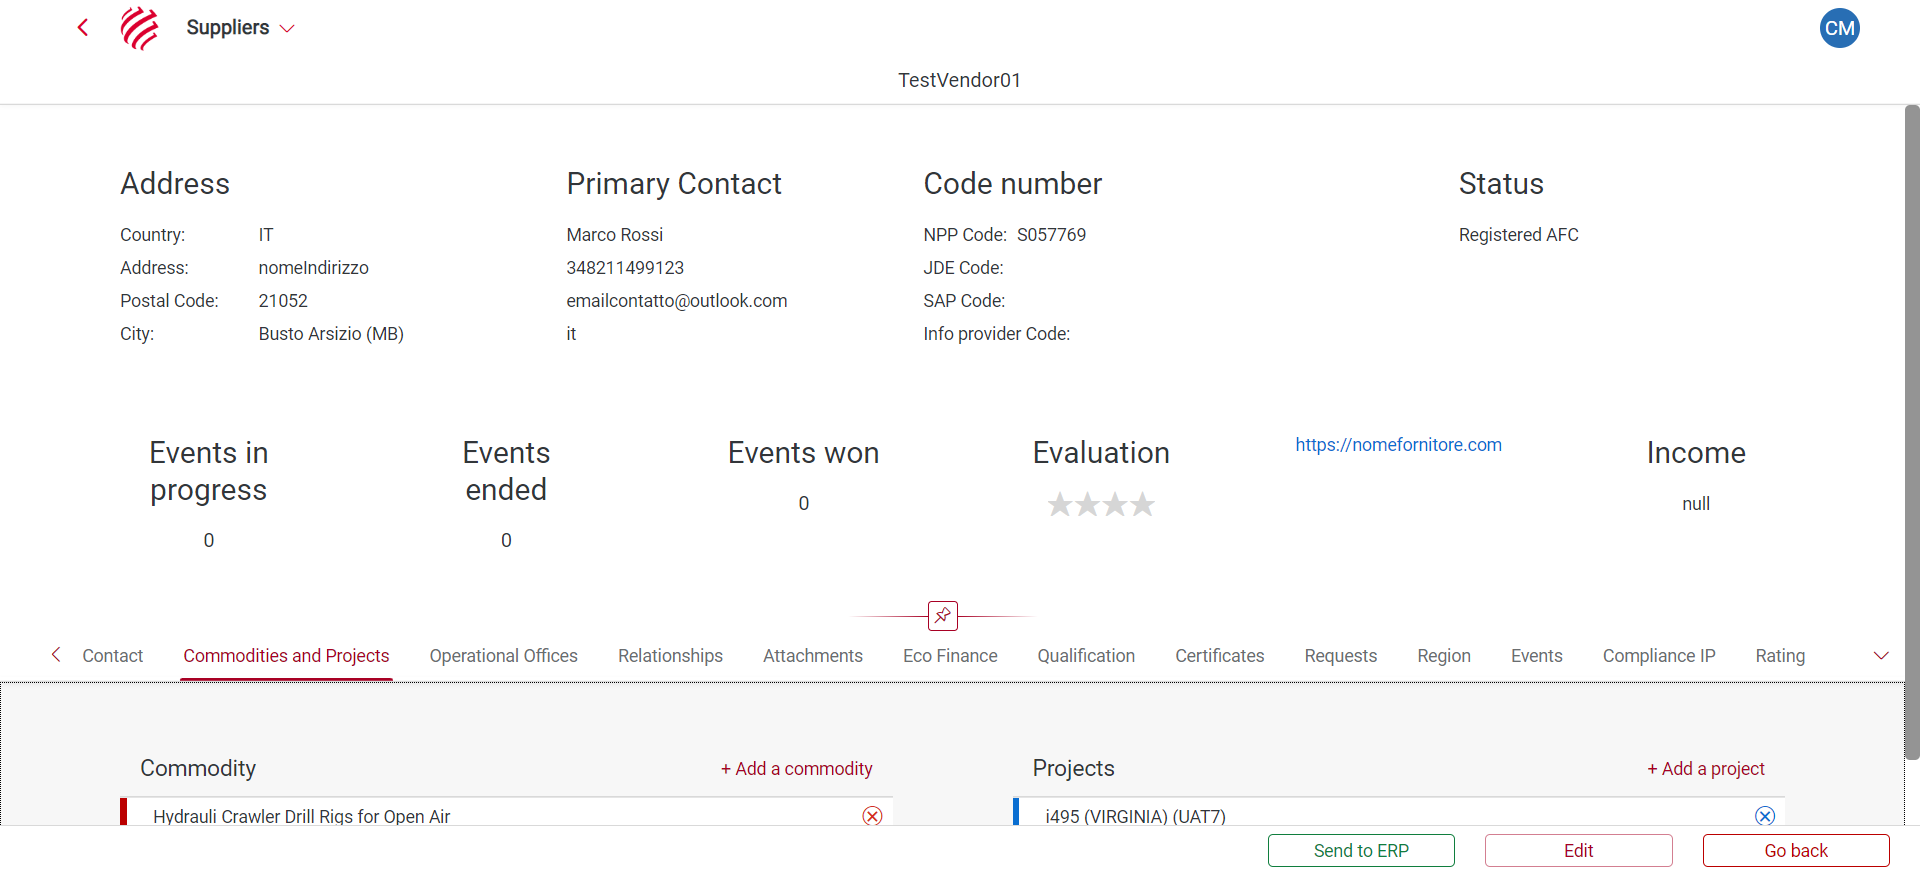 Suppliers
CM
TestVendor01
Address
Country: IT
Address: nomeIndirizzo
Postal Code: 21052
City: Busto Arsizio (MB)
Primary Contact
Marco Rossi
348211499123
emailcontatto@outlook.com
it
Code number
NPP Code: S057769
JDE Code:
SAP Code:
Info provider Code:
Status
Registered AFC
Events in
progress
0
Events
ended
0
Events won
0
Evaluation
https://nomefornitore.com
Income
null
Contact Commodities and Projects Operational Offices Relationships Attachments Eco Finance Qualification Certificates Requests Region Events Compliance IP Rating
Commodity + Add a commodity
Hydrauli Crawler Drill Rigs for Open Air
Projects + Add a project
i495 (VIRGINIA) (UAT7)
Send to ERP Edit Go back